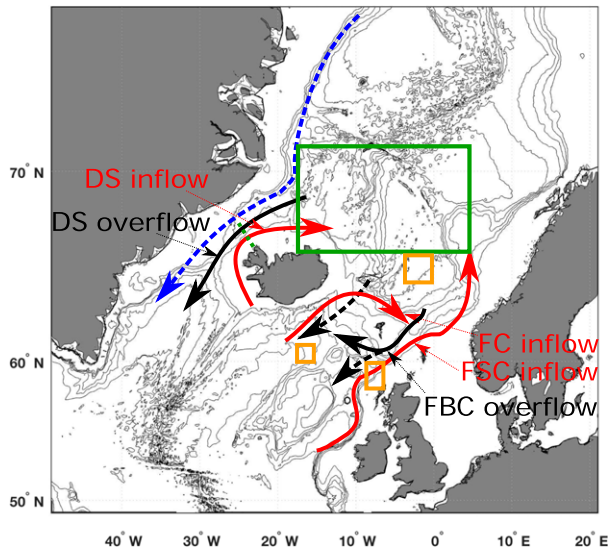 70° N
DS inflow
DS overflow
60° N
FC inflow
FSC inflow
FBC overflow
50° N
40° W 30° W 20° W 10° W 0° 10° E 20° E